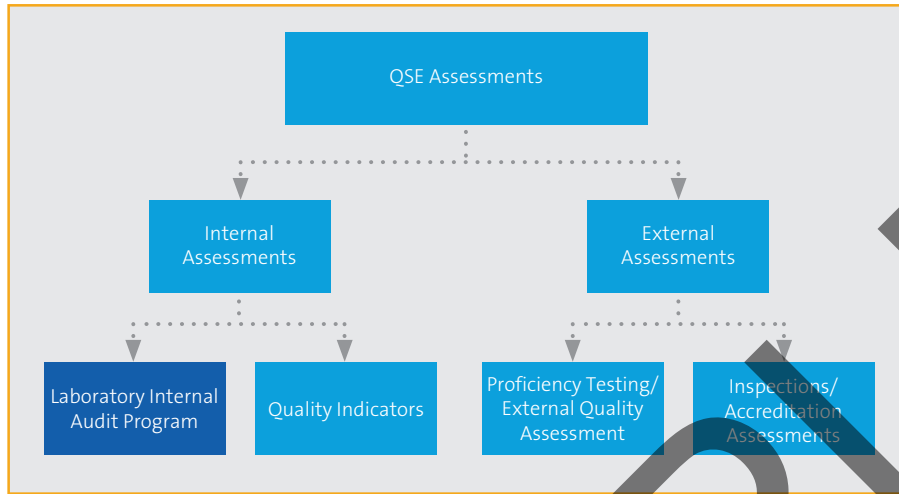 QSE Assessments
Internal
Assessments
External
Assessments
Laboratory Internal
Audit Program
Quality Indicators
Proficiency Testing/
External Quality
Assessment
Inspections/
Accreditation
Assessments